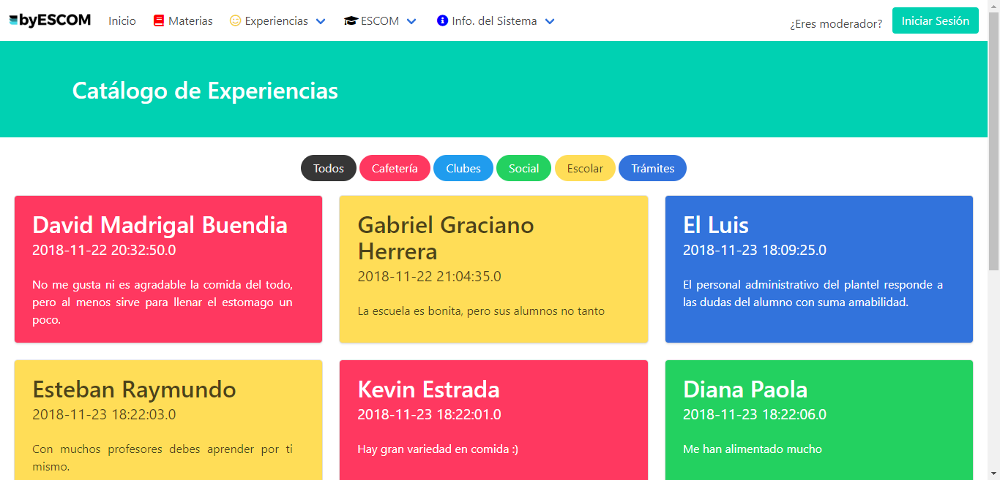 byESCOM Inicio Materias Experiencias ESCOM Info. del Sistema ¿Eres moderador? Iniciar Sesión
Catálogo de Experiencias
Todos Cafetería Clubes Social Escolar Trámites
David Madrigal Buendia
2018-11-22 20:32:50.0
No me gusta ni es agradable la comida del todo,
pero al menos sirve para llenar el estomago un
poco.
Gabriel Graciano
Herrera
2018-11-22 21:04:35.0
La escuela es bonita, pero sus alumnos no tanto
El Luis
2018-11-23 18:09:25.0
El personal administrativo del plantel responde a
las dudas del alumno con suma amabilidad.
Esteban Raymundo
2018-11-23 18:22:03.0
Con muchos profesores debes aprender por ti
mismo.
Kevin Estrada
2018-11-23 18:22:01.0
Hay gran variedad en comida :)
Diana Paola
2018-11-23 18:22:06.0
Me han alimentado mucho